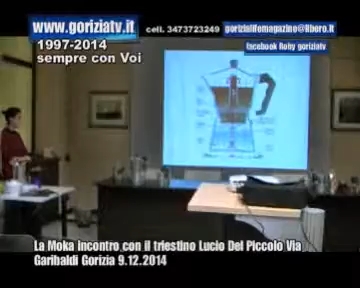 www.goriziatv.it
cell. 3473723249
gorizialifemagazine@libero.it
facebook Roby goriziatv
1997-2014
sempre con Voi
La Moka incontro con il triestino Lucio Del Piccolo Via
Garibaldi Gorizia 9.12.2014